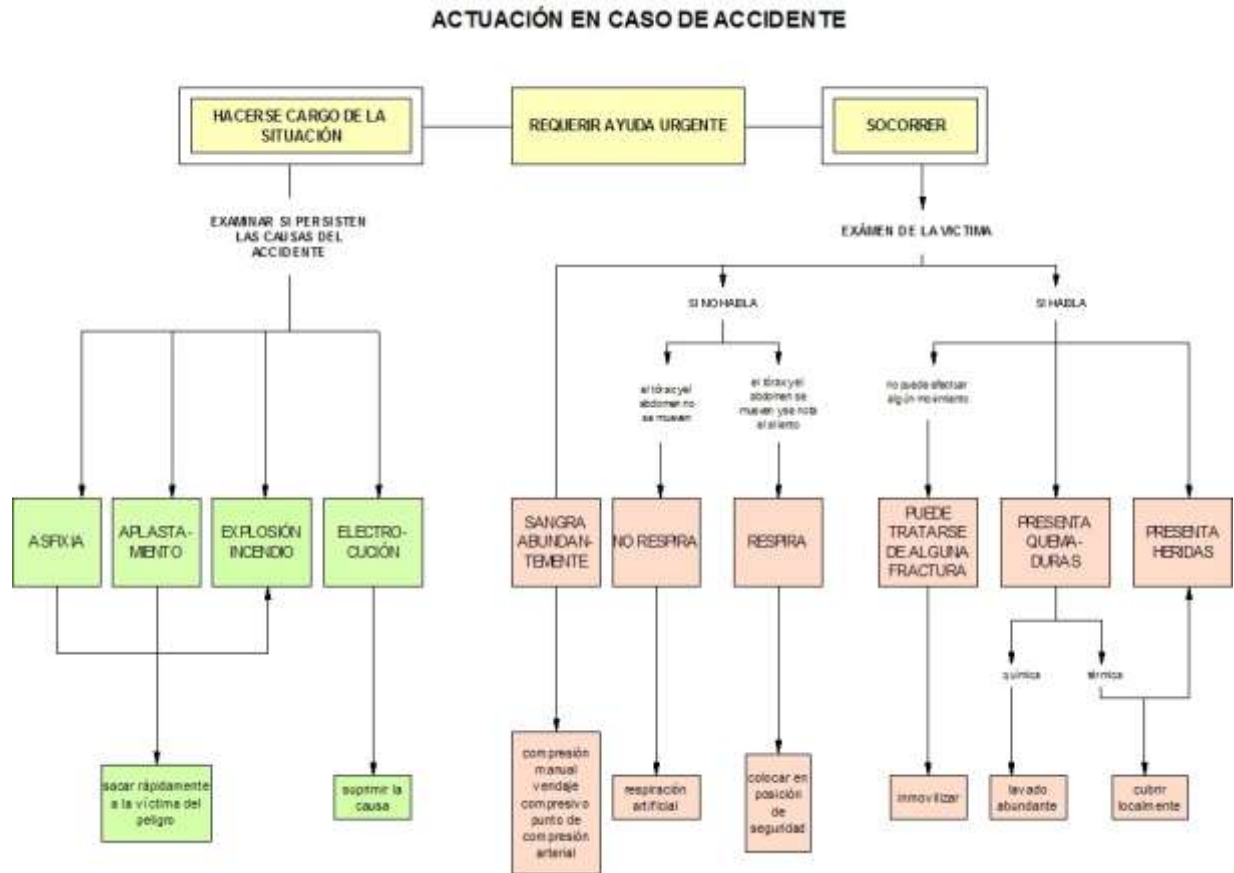 ACTUACIÓN EN CASO DE ACCIDENTE
HACERSE CARGO DE LA
SITUACIÓN
REQUERIR AYUDA URGENTE
SOCORRER
EXAMINAR SI PERSISTEN
LAS CAUSAS DEL
ACCIDENTE
EXÁMEN DE LA VICTIMA
SI NO HABLA
SI HABLA
el tórax y el
abdomen no
se mueven
el tórax y el
abdomen se
mueven y se nota
el aliento
no puede efectuar
algún movimiento
ASFIXIA
APLASTA-
MIENTO
EXPLOSIÓN
INCENDIO
ELECTRO-
CUCIÓN
SANGRA
ABUNDAN-
TEMENTE
NO RESPIRA
RESPIRA
PUEDE
TRATARSE
DE ALGUNA
FRACTURA
PRESENTA
QUEMA-
DURAS
PRESENTA
HERIDAS
química
térmica
sacar rápidamente
a la víctima del
peligro
suprimir la
causa
compresión
manual
vendaje
compresivo
punto de
compresión
arterial
respiración
artificial
colocar en
posición
de
seguridad
inmovilizar
lavado
abundante
cubrir
localmente